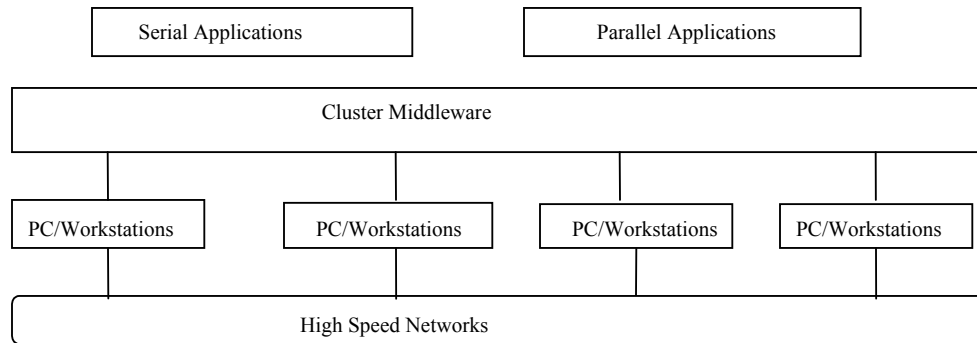 Serial Applications
Parallel Applications
Cluster Middleware
PC/Workstations
PC/Workstations
PC/Workstations
PC/Workstations
High Speed Networks